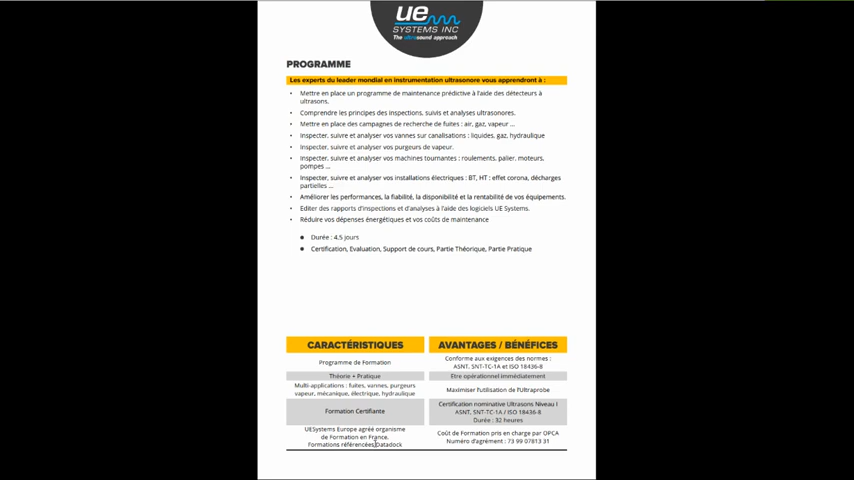 ue
SYSTEMS INC
The ultrasound approach
PROGRAMME
Les experts du leader mondial en instrumentation ultrasonore vous apprendront à :
• Mettre en place un programme de maintenance prédictive à l'aide des détecteurs à
ultrasons.
• Comprendre les principes des inspections, suivis et analyses ultrasonores.
• Mettre en place des campagnes de recherche de fuites : air, gaz, vapeur ...
• Inspecter, suivre et analyser vos vannes sur canalisations : liquides, gaz, hydraulique
• Inspecter, suivre et analyser vos purgeurs de vapeur.
• Inspecter, suivre et analyser vos machines tournantes : roulements, palier, moteurs,
pompes ...
• Inspecter, suivre et analyser vos installations électriques : BT, HT : effet corona, décharges
partielles ...
• Améliorer les performances, la fiabilité, la disponibilité et la rentabilité de vos équipements.
• Editer des rapports d'inspections et d'analyses à l'aide des logiciels UE Systems.
• Réduire vos dépenses énergétiques et vos coûts de maintenance
● Durée : 4,5 jours
● Certification, Evaluation, Support de cours, Partie Théorique, Partie Pratique
CARACTÉRISTIQUES
Programme de Formation
Théorie + Pratique
Multi-applications : fuites, vannes, purgeurs
vapeur, mécanique, électrique, hydraulique
Formation Certifiante
UESystems Europe agréé organisme
de Formation en France.
Formations référencées Datadock
AVANTAGES / BÉNÉFICES
Conforme aux exigences des normes :
ASNT, SNT-TC-1A et ISO 18436-8
Etre opérationnel immédiatement
Maximiser l'utilisation de l'Ultraprobe
Certification nominative Ultrasons Niveau I
ASNT, SNT-TC-1A / ISO 18436-8
Durée : 32 heures
Coût de Formation pris en charge par OPCA
Numéro d'agrément : 73 99 07813 31